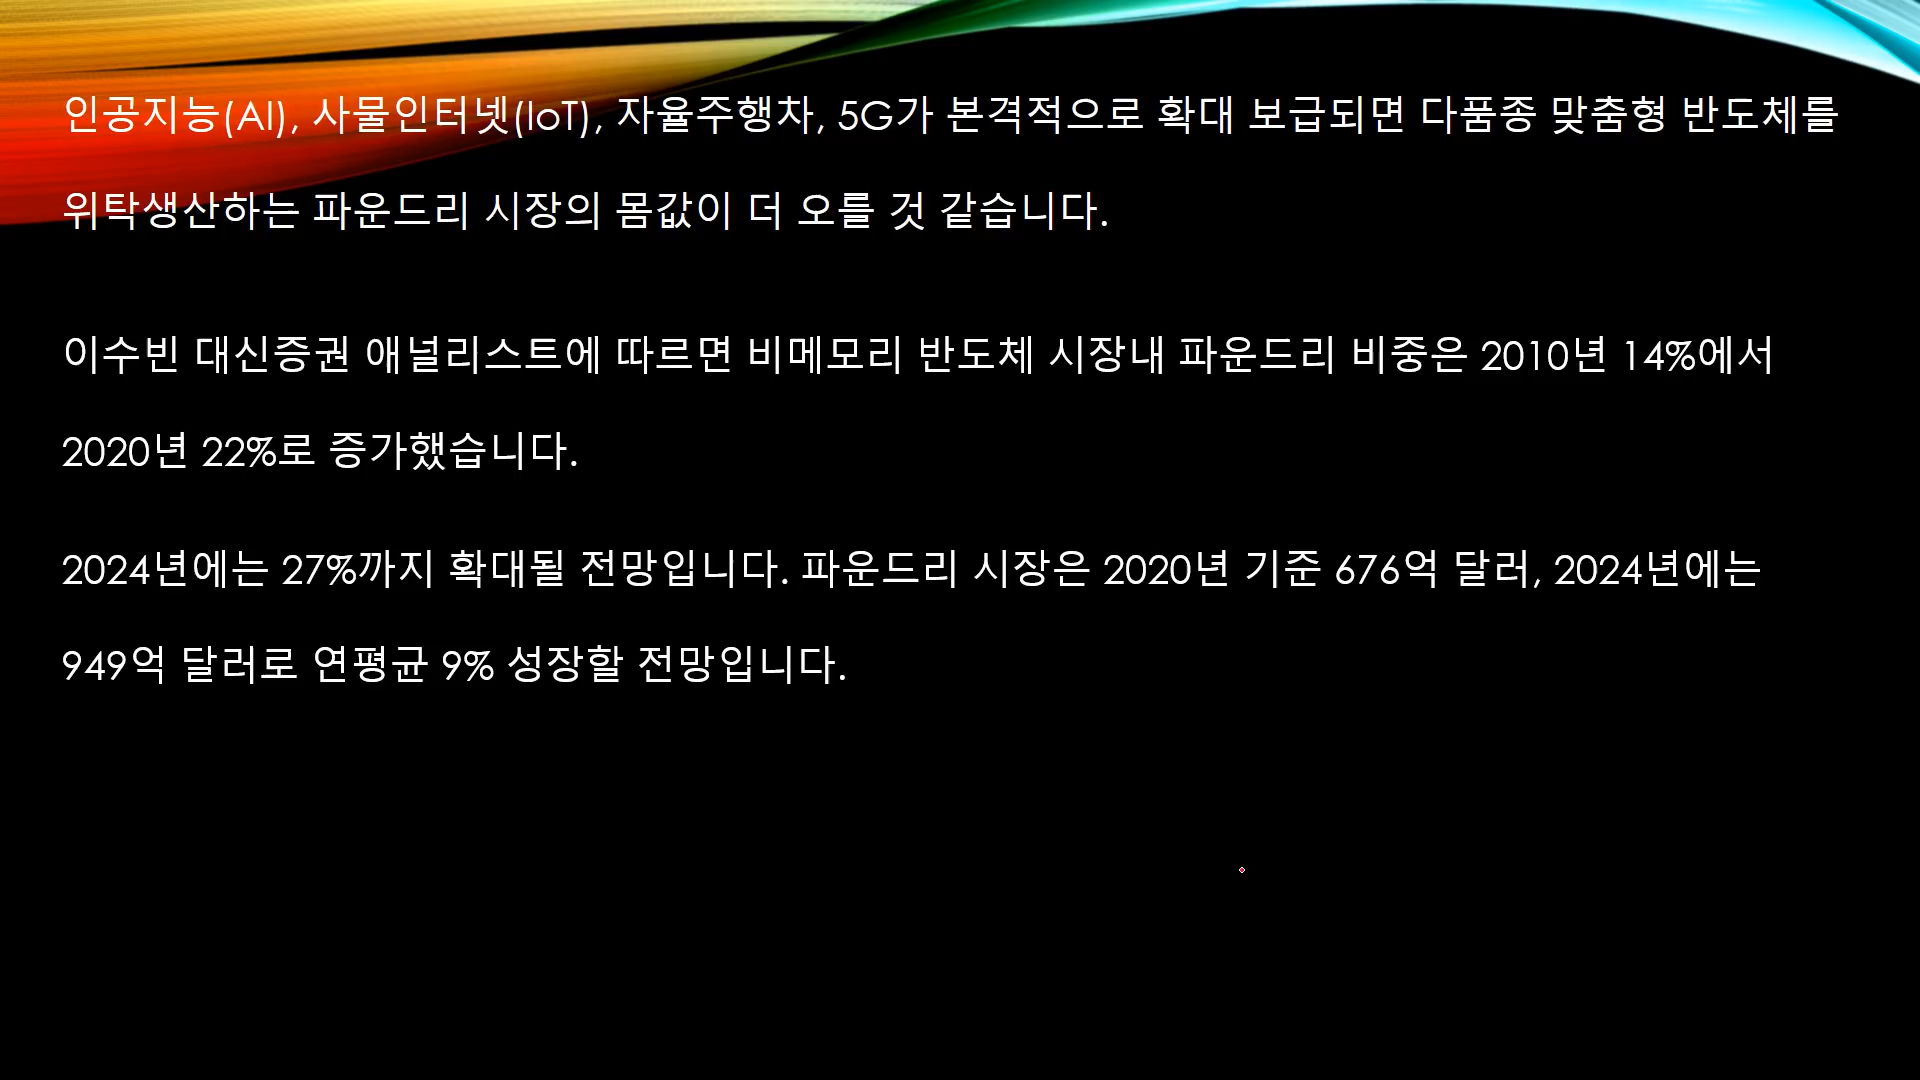 인공지능(AI), 사물인터넷(IoT), 자율주행차, 5G가 본격적으로 확대 보급되면 다품종 맞춤형 반도체를
위탁생산하는 파운드리 시장의 몸값이 더 오를 것 같습니다.
이수빈 대신증권 애널리스트에 따르면 비메모리 반도체 시장내 파운드리 비중은 2010년 14%에서
2020년 22%로 증가했습니다.
2024년에는 27%까지 확대될 전망입니다. 파운드리 시장은 2020년 기준 676억 달러, 2024년에는
949억 달러로 연평균 9% 성장할 전망입니다.